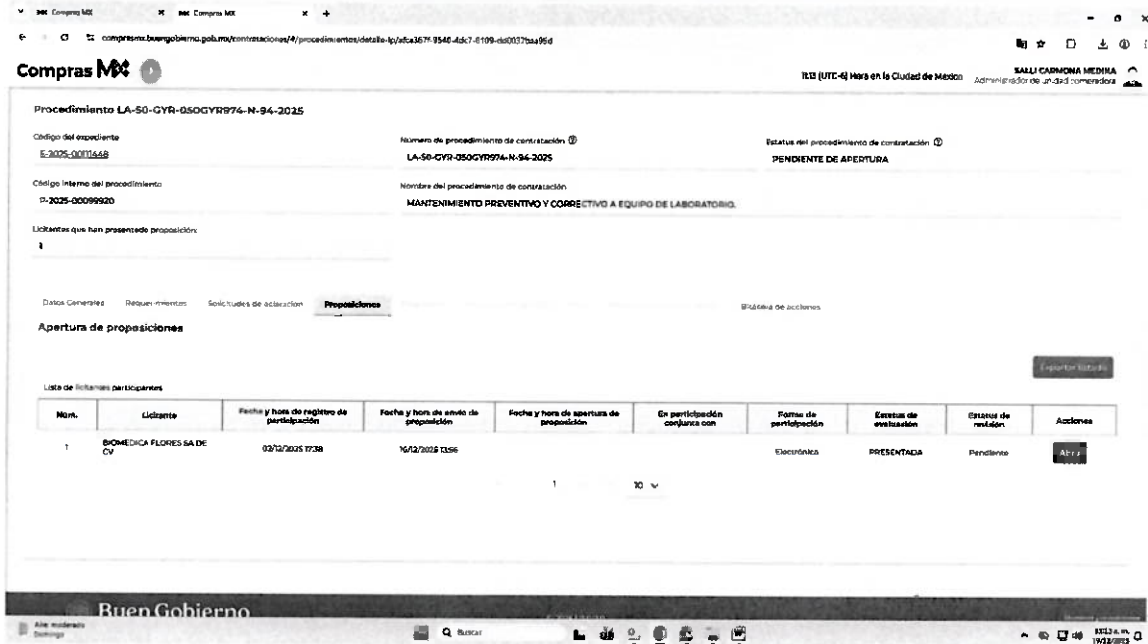 Compras MX
Compras MX
comprasmx.buengobierno.gob.mx/contrataciones/#/procedimientos/detalle-lp/
Compras MX
11:13 (UTC-6) Hora en la Ciudad de México
SALLI CARMONA MEDINA
Administrador de unidad compradora
Procedimiento LA-50-GYR-050GYR974-N-94-2025
Código del expediente
E-2025-00111448
Número de procedimiento de contratación
LA-50-GYR-050GYR974-N-94-2025
Estatus del procedimiento de contratación
PENDIENTE DE APERTURA
Código interno del procedimiento
P-2025-00099920
Nombre del procedimiento de contratación
MANTENIMIENTO PREVENTIVO Y CORRECTIVO A EQUIPO DE LABORATORIO.
Licitantes que han presentado proposición:
1
Datos Generales Requerimientos Solicitudes de aclaración Proposiciones Bitácora de acciones
Apertura de proposiciones
Exportar listado
Lista de licitantes participantes
Núm. Licitante Fecha y hora de registro de participación Fecha y hora de envío de proposición Fecha y hora de apertura de proposición En participación conjunta con Forma de participación Estatus de evaluación Estatus de revisión Acciones
1 BIOMEDICA FLORES SA DE CV 02/12/2025 17:38 16/12/2025 13:56 Electrónica PRESENTADA Pendiente Abrir
1 10
Buen Gobierno
Aire moderado
Domingo
Buscar
11:13 a. m.
19/12/2025